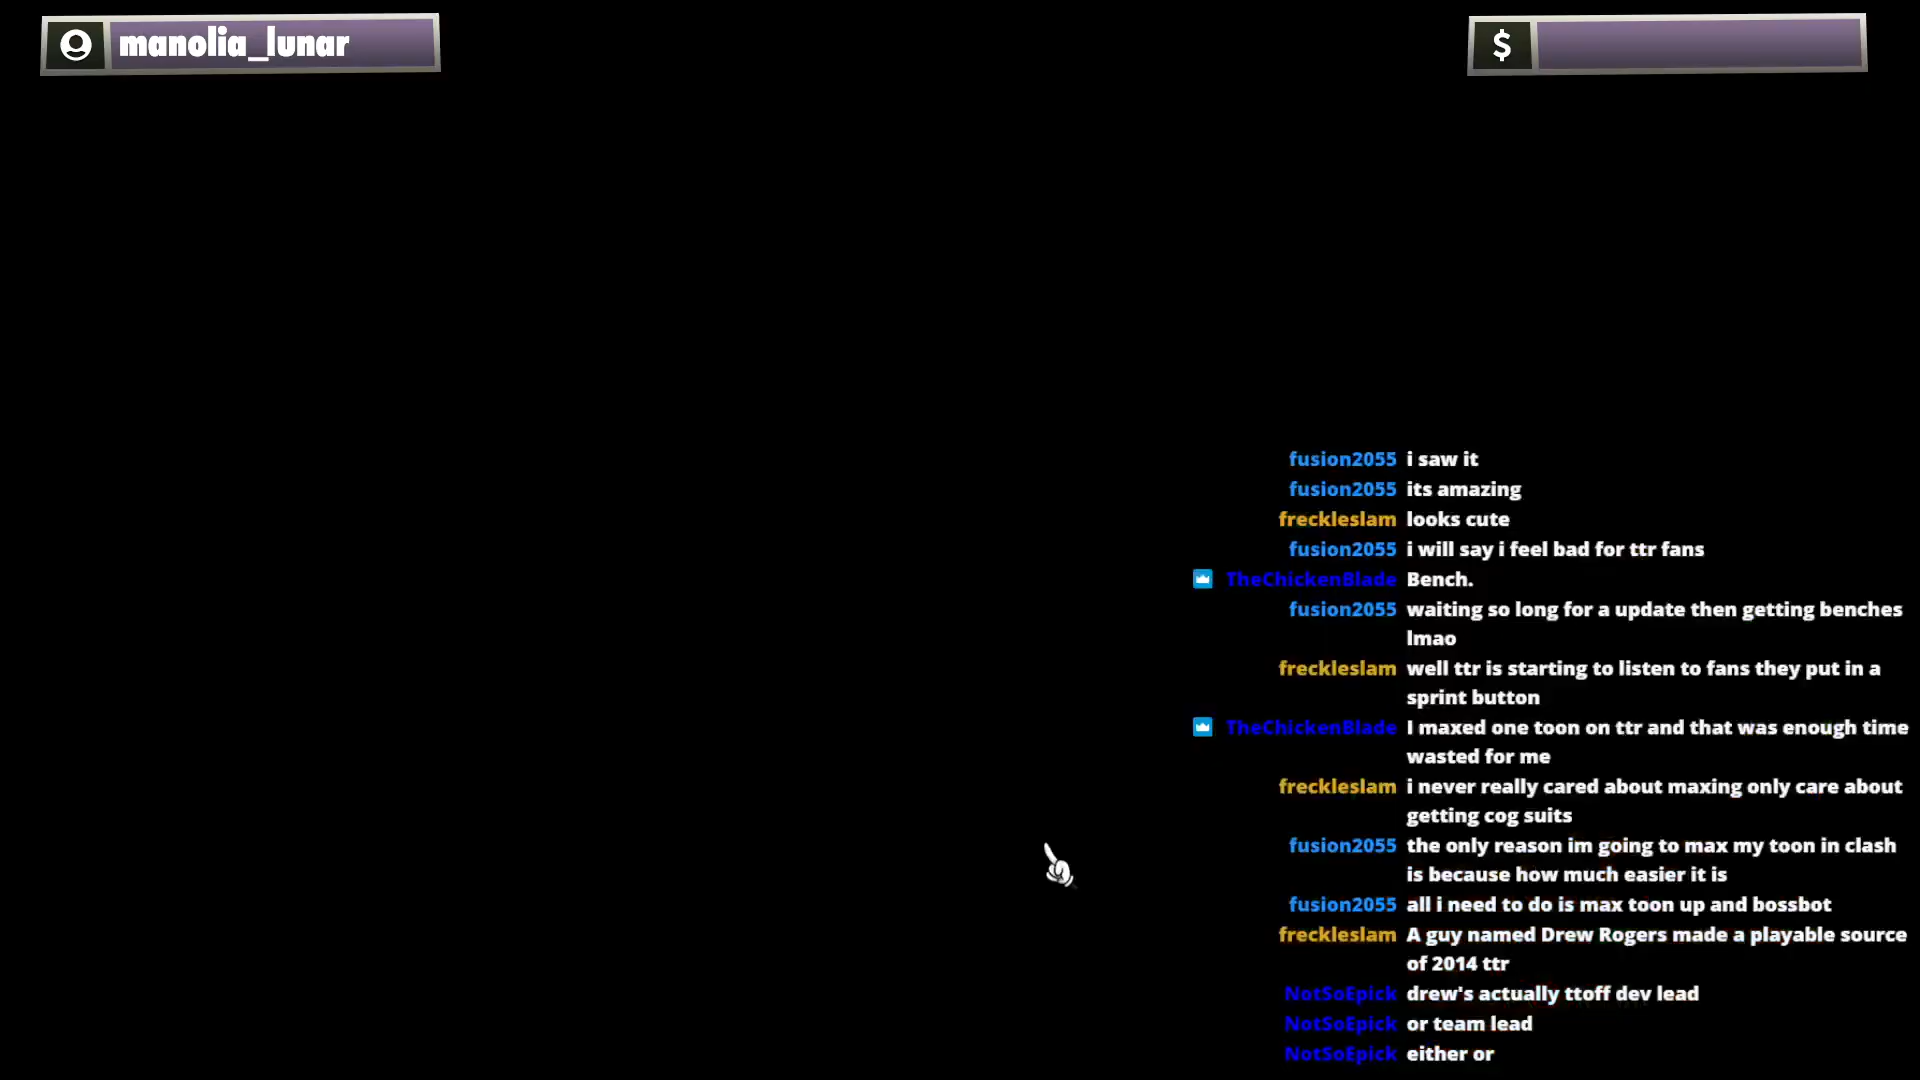 manolia_lunar
$
fusion2055 i saw it
fusion2055 its amazing
freckleslam looks cute
fusion2055 i will say i feel bad for ttr fans
TheChickenBlade Bench.
fusion2055 waiting so long for a update then getting benches
lmao
freckleslam well ttr is starting to listen to fans they put in a
sprint button
TheChickenBlade I maxed one toon on ttr and that was enough time
wasted for me
freckleslam i never really cared about maxing only care about
getting cog suits
fusion2055 the only reason im going to max my toon in clash
is because how much easier it is
fusion2055 all i need to do is max toon up and bossbot
freckleslam A guy named Drew Rogers made a playable source
of 2014 ttr
NotSoEpick drew's actually ttoff dev lead
NotSoEpick or team lead
NotSoEpick either or